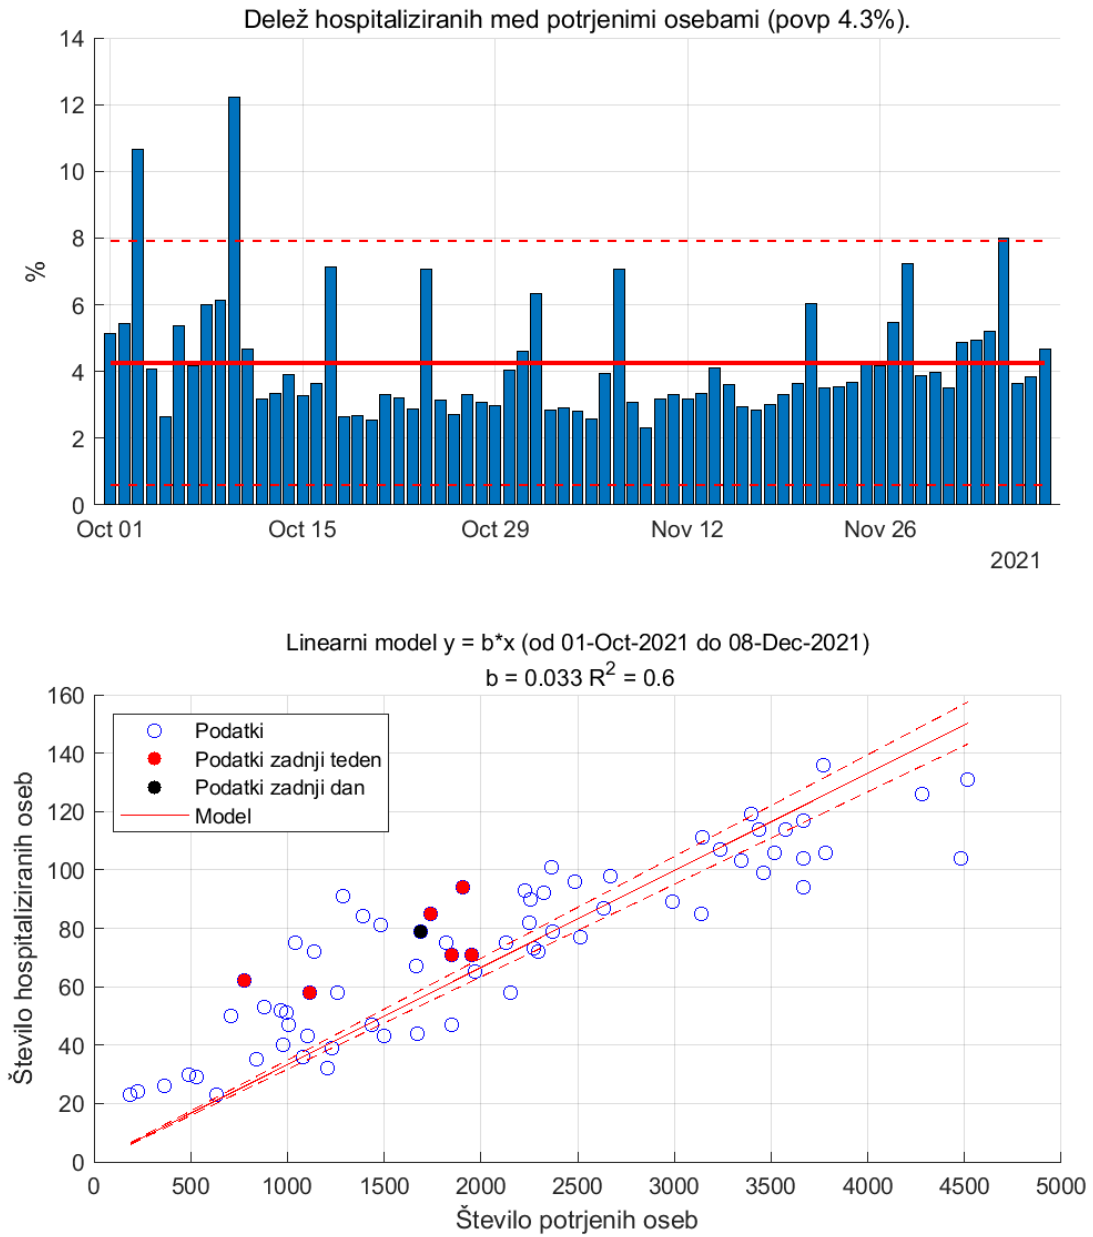 Delež hospitaliziranih med potrjenimi osebami (povp 4.3%).
14
12
10
8
6
4
2
0
%
Oct 01 Oct 15 Oct 29 Nov 12 Nov 26
2021
Linearni model y = b*x (od 01-Oct-2021 do 08-Dec-2021)
b = 0.033 R² = 0.6
160
140
120
100
80
60
40
20
0
Število hospitaliziranih oseb
Podatki
Podatki zadnji teden
Podatki zadnji dan
Model
0 500 1000 1500 2000 2500 3000 3500 4000 4500 5000
Število potrjenih oseb